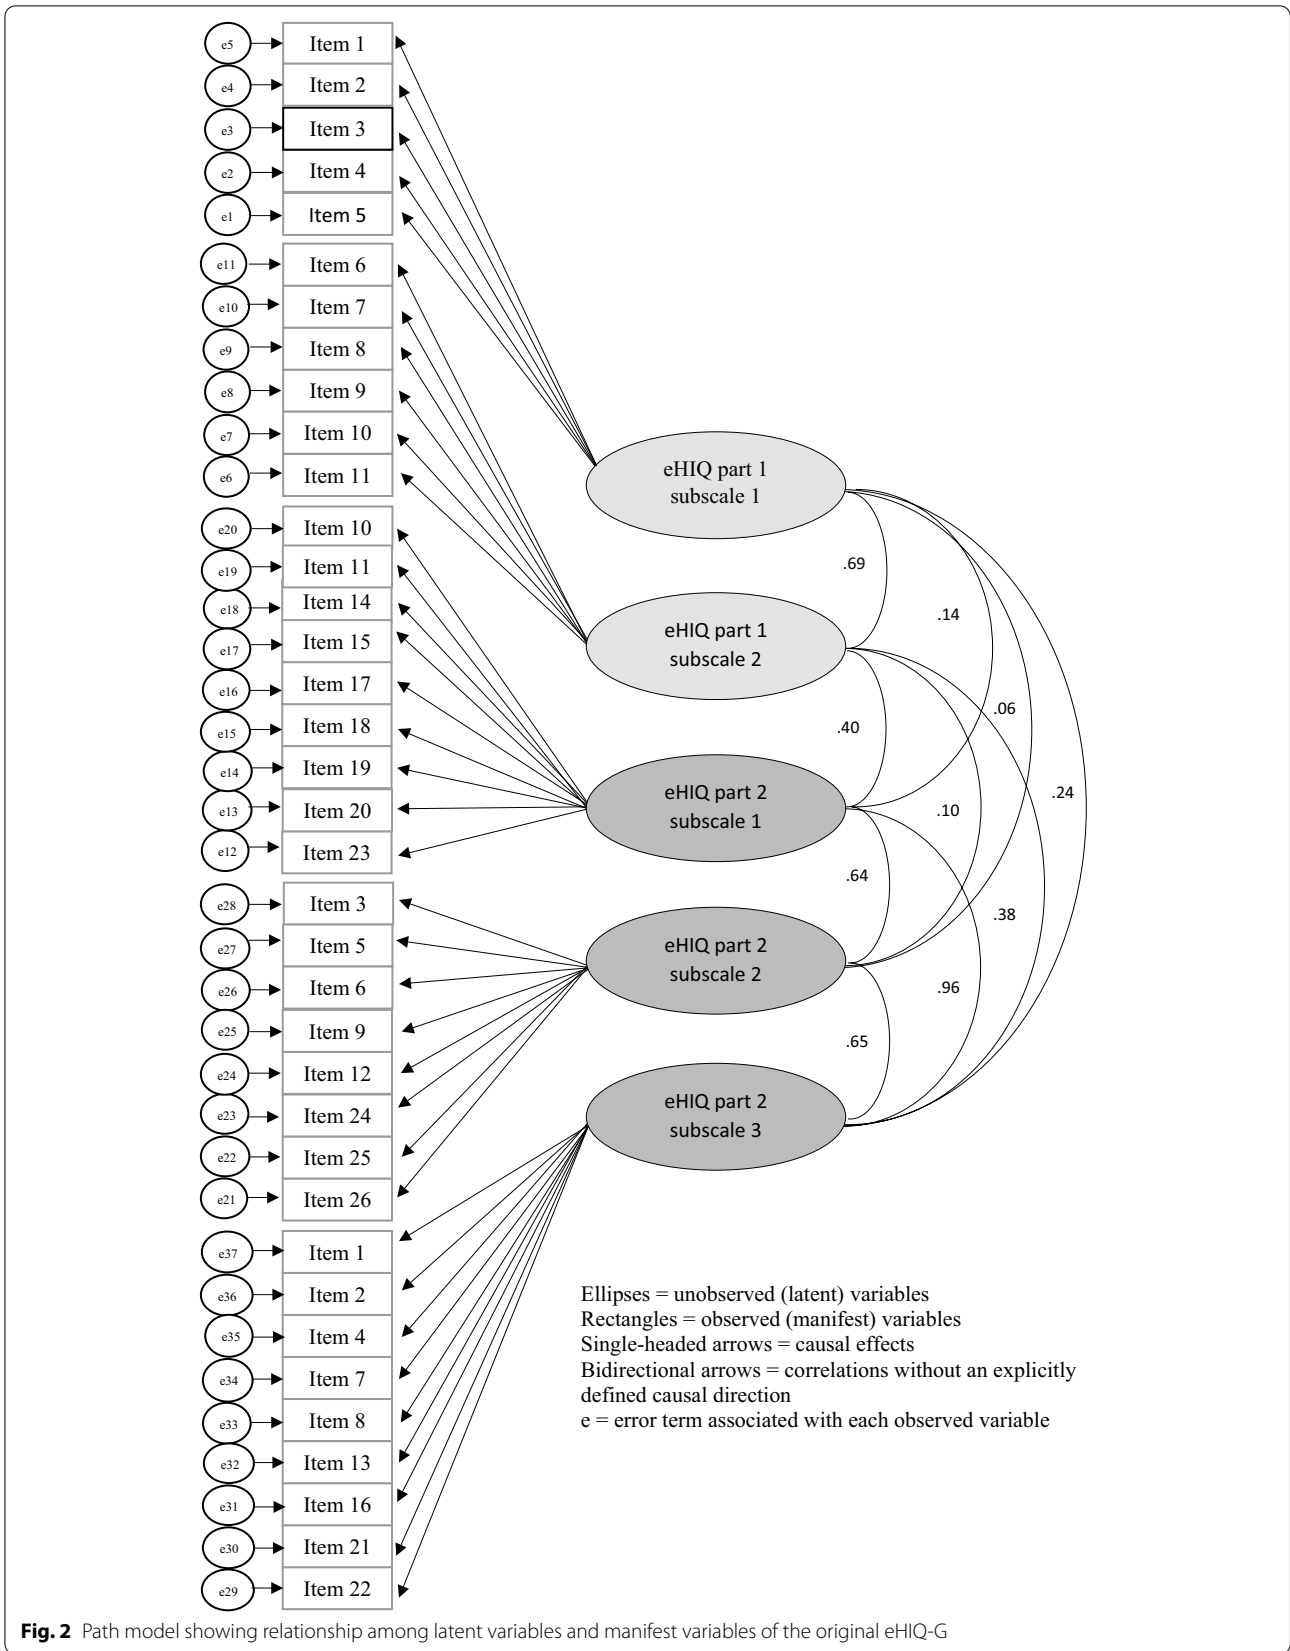 e5 Item 1
e4 Item 2
e3 Item 3
e2 Item 4
e1 Item 5
e11 Item 6
e10 Item 7
e9 Item 8
e8 Item 9
e7 Item 10
e6 Item 11
e20 Item 10
e19 Item 11
e18 Item 14
e17 Item 15
e16 Item 17
e15 Item 18
e14 Item 19
e13 Item 20
e12 Item 23
e28 Item 3
e27 Item 5
e26 Item 6
e25 Item 9
e24 Item 12
e23 Item 24
e22 Item 25
e21 Item 26
e37 Item 1
e36 Item 2
e35 Item 4
e34 Item 7
e33 Item 8
e32 Item 13
e31 Item 16
e30 Item 21
e29 Item 22
eHIQ part 1
subscale 1
eHIQ part 1
subscale 2
eHIQ part 2
subscale 1
eHIQ part 2
subscale 2
eHIQ part 2
subscale 3
.69
.14
.06
.40
.24
.10
.64
.38
.96
.65
Ellipses = unobserved (latent) variables
Rectangles = observed (manifest) variables
Single-headed arrows = causal effects
Bidirectional arrows = correlations without an explicitly
defined causal direction
e = error term associated with each observed variable
Fig. 2 Path model showing relationship among latent variables and manifest variables of the original eHIQ-G